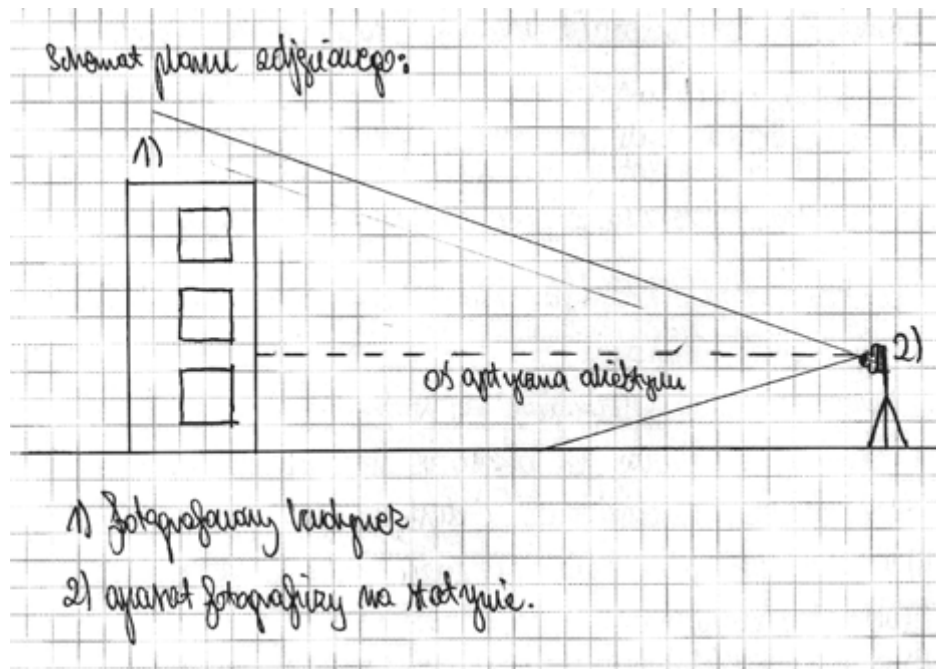 Schemat planu zdjęciowego:
1)
2)
oś optyczna obiektywu
1) fotografowany budynek
2) aparat fotograficzny na statywie.